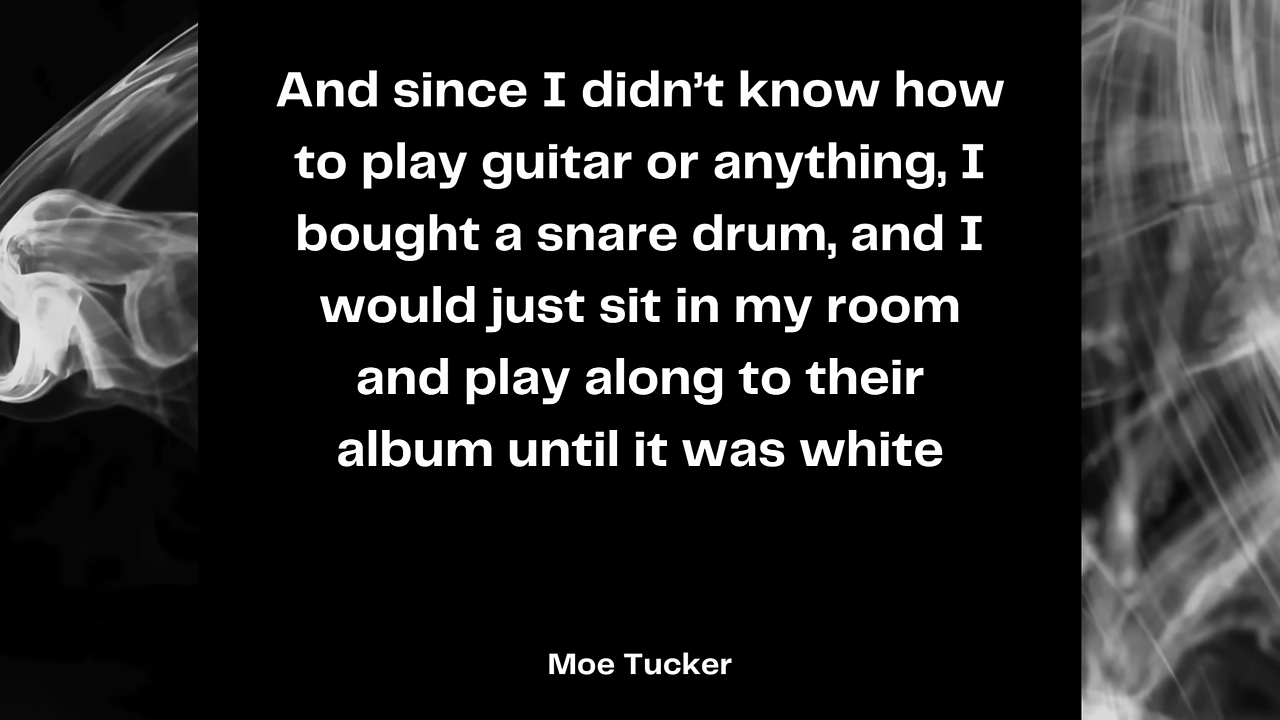 And since I didn’t know how
to play guitar or anything, I
bought a snare drum, and I
would just sit in my room
and play along to their
album until it was white
Moe Tucker